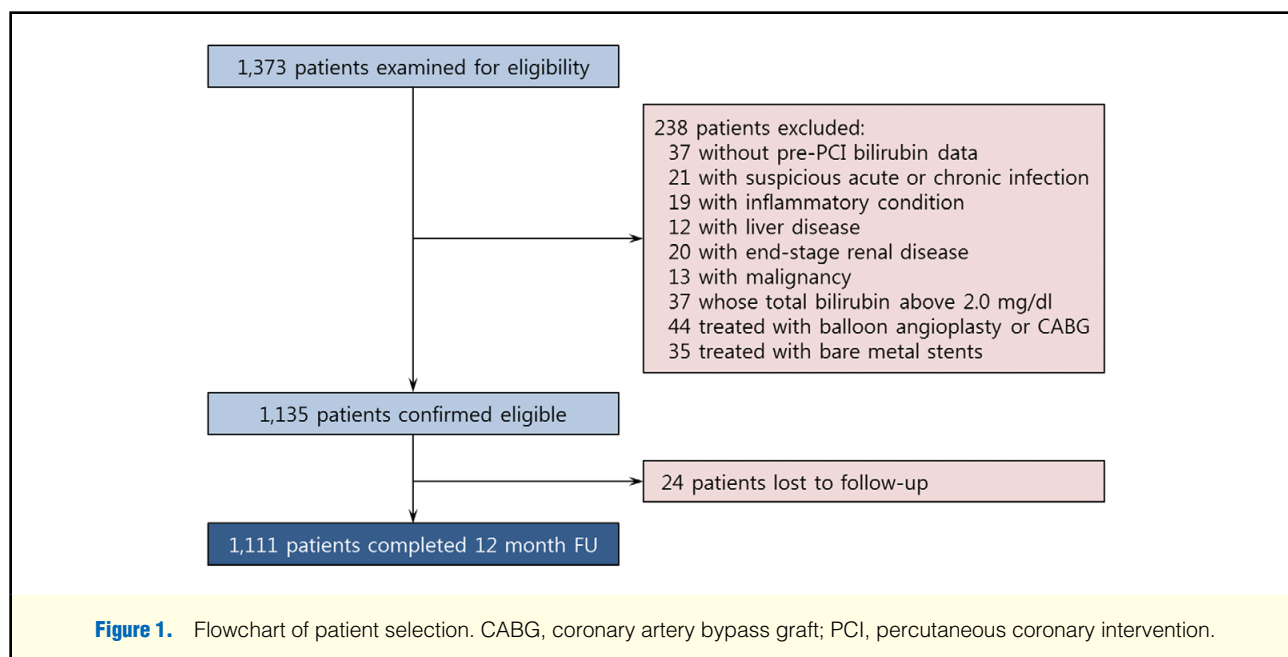 1,373 patients examined for eligibility
238 patients excluded:
37 without pre-PCI bilirubin data
21 with suspicious acute or chronic infection
19 with inflammatory condition
12 with liver disease
20 with end-stage renal disease
13 with malignancy
37 whose total bilirubin above 2.0 mg/dl
44 treated with balloon angioplasty or CABG
35 treated with bare metal stents
1,135 patients confirmed eligible
24 patients lost to follow-up
1,111 patients completed 12 month FU
Figure 1. Flowchart of patient selection. CABG, coronary artery bypass graft; PCI, percutaneous coronary intervention.